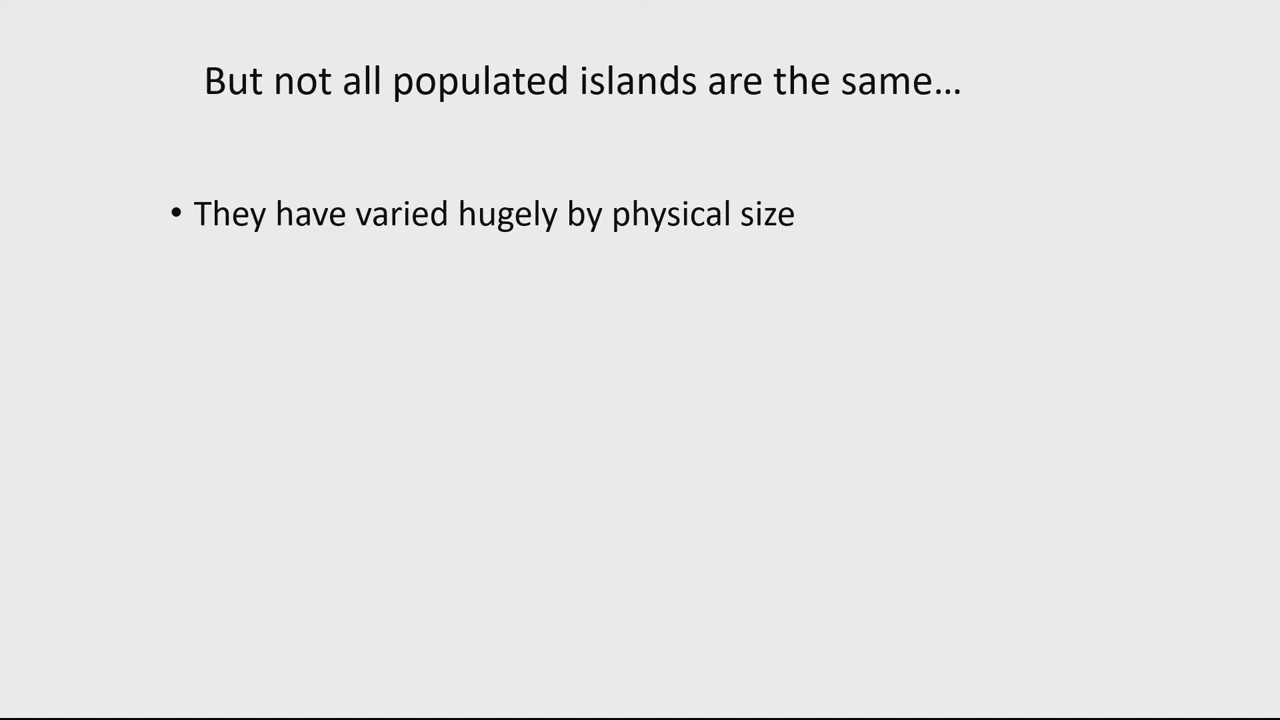 But not all populated islands are the same…
• They have varied hugely by physical size